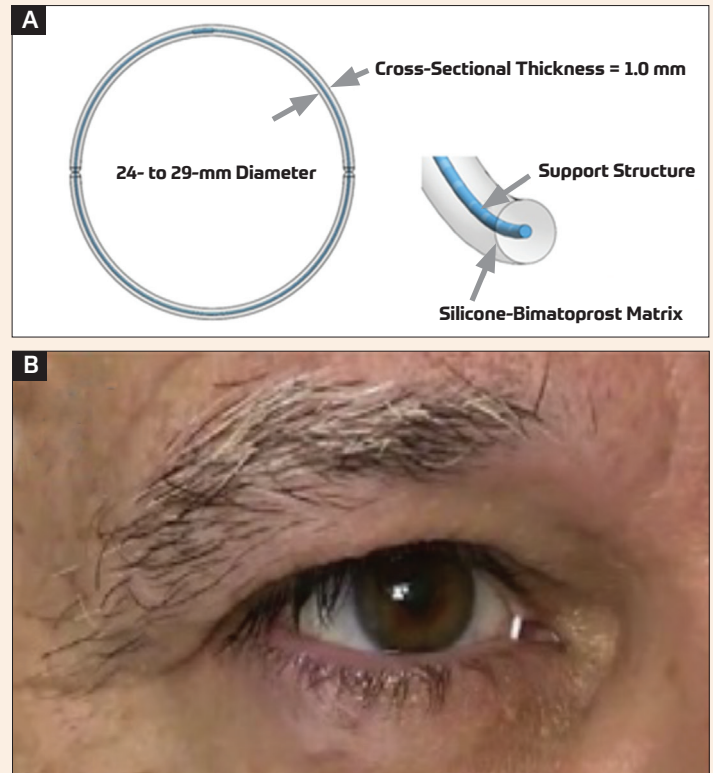 A
Cross-Sectional Thickness = 1.0 mm
24- to 29-mm Diameter
Support Structure
Silicone-Bimatoprost Matrix
B